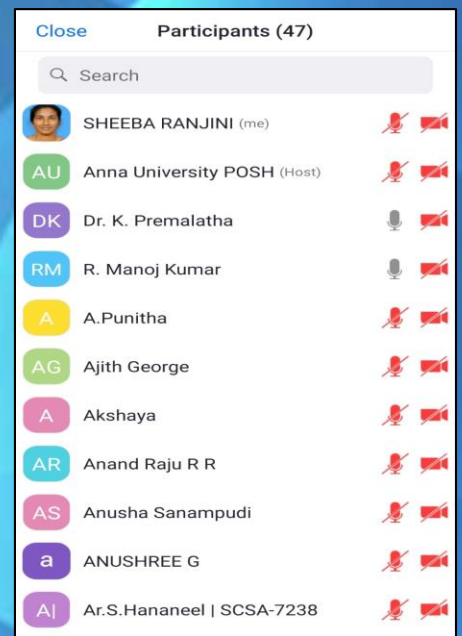 Close Participants (47)
Search
SHEEBA RANJINI (me)
AU Anna University POSH (Host)
DK Dr. K. Premalatha
RM R. Manoj Kumar
A A.Punitha
AG Ajith George
A Akshaya
AR Anand Raju R R
AS Anusha Sanampudi
a ANUSHREE G
A| Ar.S.Hananeel | SCSA-7238